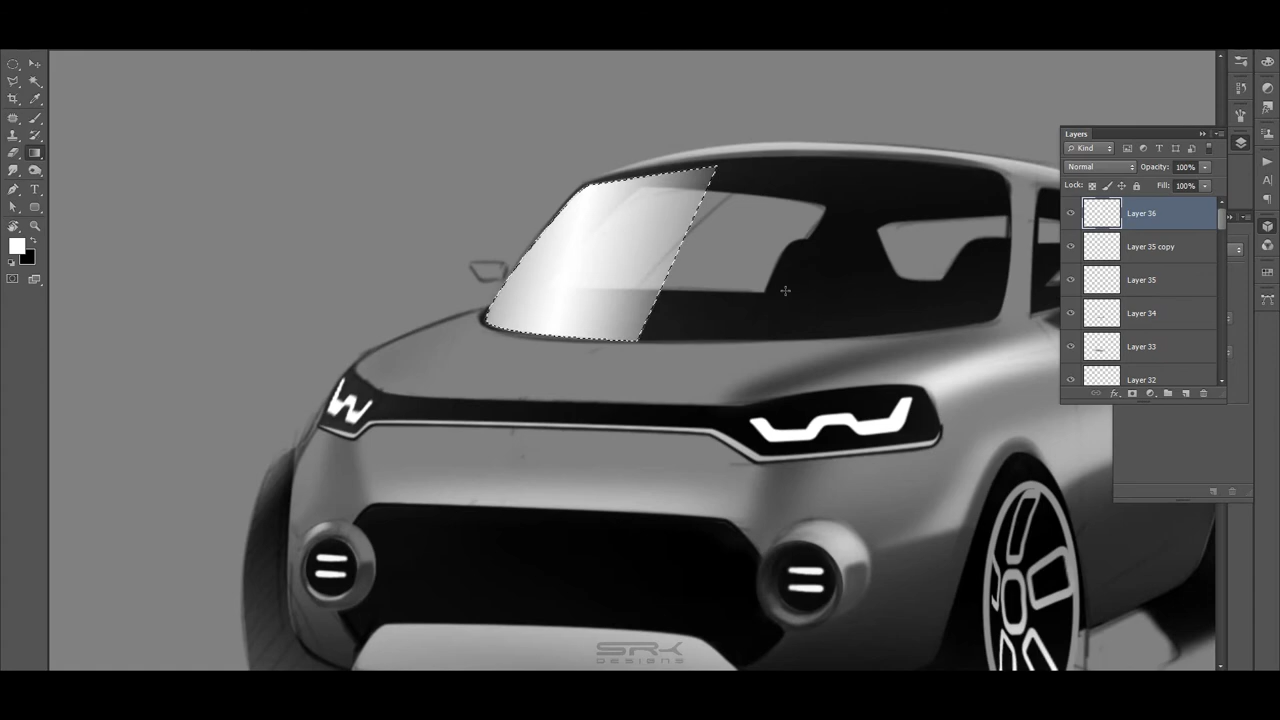 Layers
Kind
Normal Opacity: 100%
Lock: Fill: 100%
Layer 36
Layer 35 copy
Layer 35
Layer 34
Layer 33
Layer 32
fx
SRK
DESIGNS